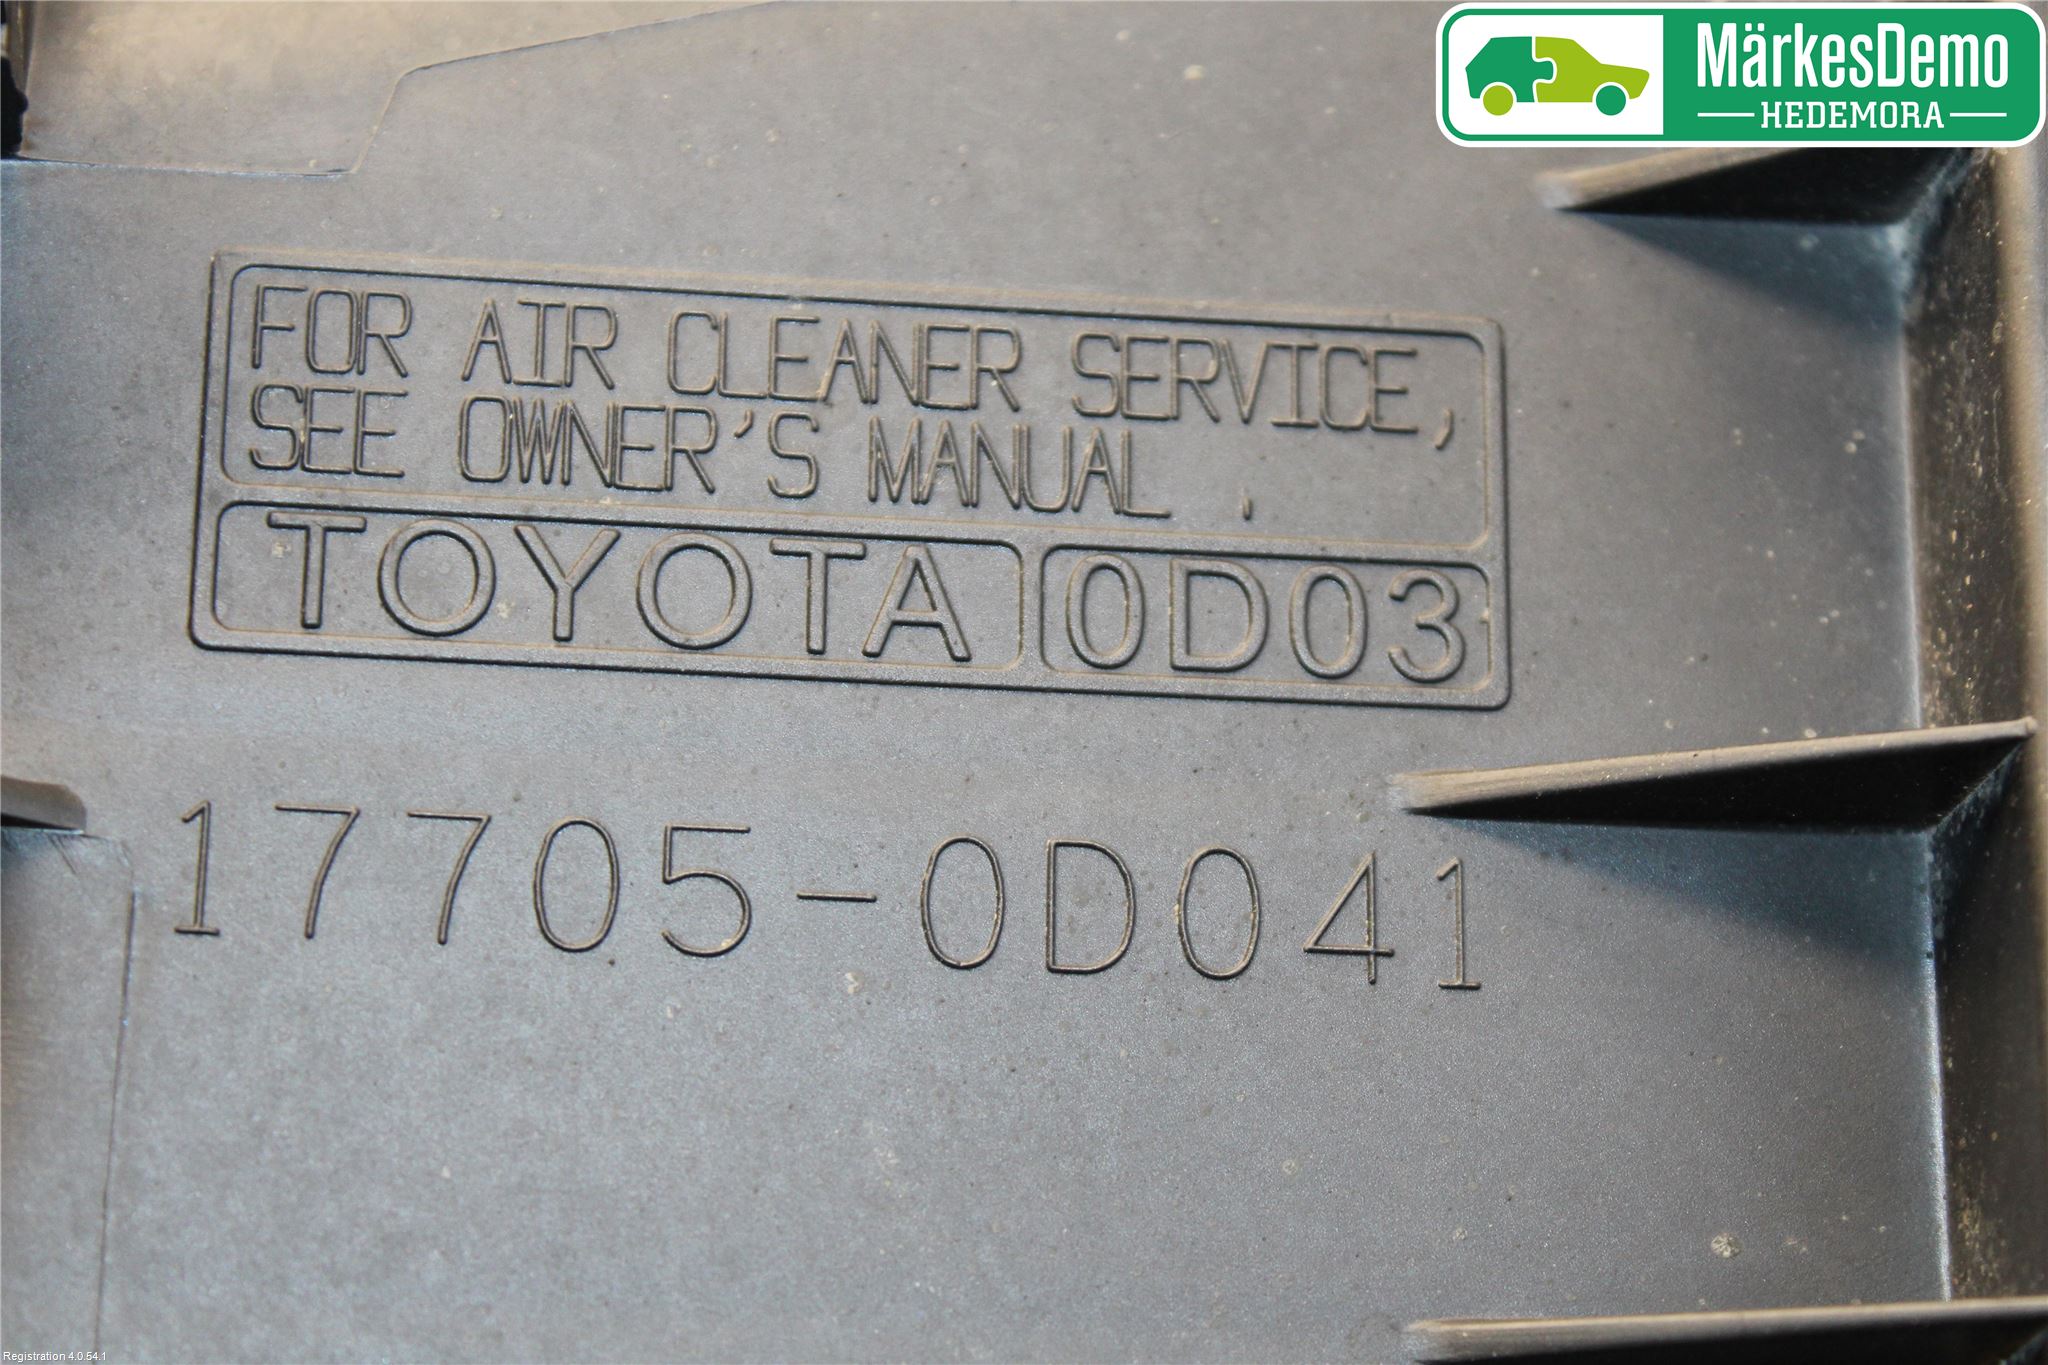 MärkesDemo
HEDEMORA
FOR AIR CLEANER SERVICE,
SEE OWNER'S MANUAL .
TOYOTA 0D03
17705-0D041
Registration 4.0.54.1